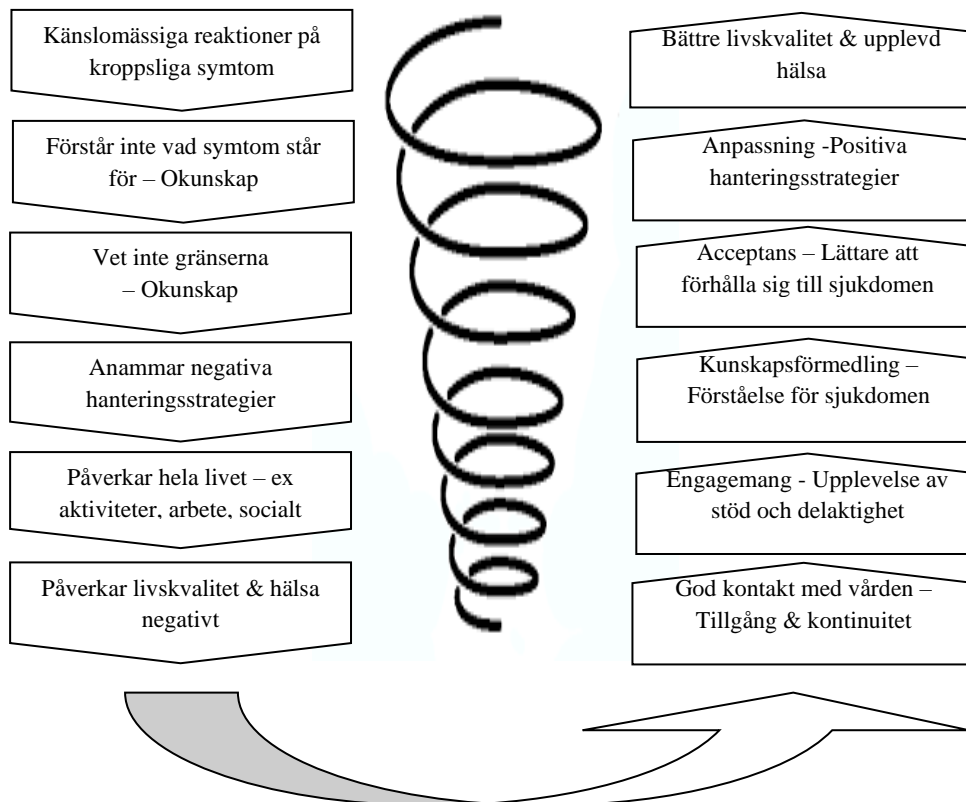 Känslomässiga reaktioner på
kroppsliga symtom
Förstår inte vad symtom står
för – Okunskap
Vet inte gränserna
– Okunskap
Anammar negativa
hanteringsstrategier
Påverkar hela livet – ex
aktiviteter, arbete, socialt
Påverkar livskvalitet & hälsa
negativt
Bättre livskvalitet & upplevd
hälsa
Anpassning -Positiva
hanteringsstrategier
Acceptans – Lättare att
förhålla sig till sjukdomen
Kunskapsförmedling –
Förståelse för sjukdomen
Engagemang - Upplevelse av
stöd och delaktighet
God kontakt med vården –
Tillgång & kontinuitet